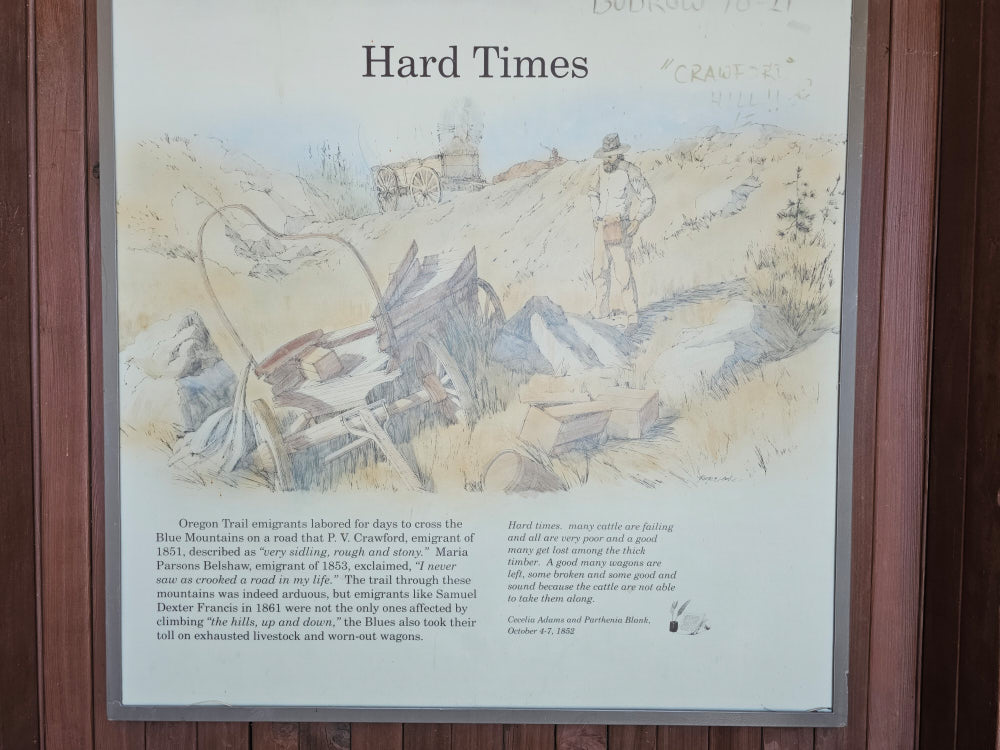 BUDROW 10-21
Hard Times
"CRAWFORT"
HILL!!
Oregon Trail emigrants labored for days to cross the
Blue Mountains on a road that P. V. Crawford, emigrant of
1851, described as "very sidling, rough and stony." Maria
Parsons Belshaw, emigrant of 1853, exclaimed, "I never
saw as crooked a road in my life." The trail through these
mountains was indeed arduous, but emigrants like Samuel
Dexter Francis in 1861 were not the only ones affected by
climbing "the hills, up and down," the Blues also took their
toll on exhausted livestock and worn-out wagons.
Hard times. many cattle are failing
and all are very poor and a good
many get lost among the thick
timber. A good many wagons are
left, some broken and some good and
sound because the cattle are not able
to take them along.
Cecelia Adams and Parthenia Blank,
October 4-7, 1852